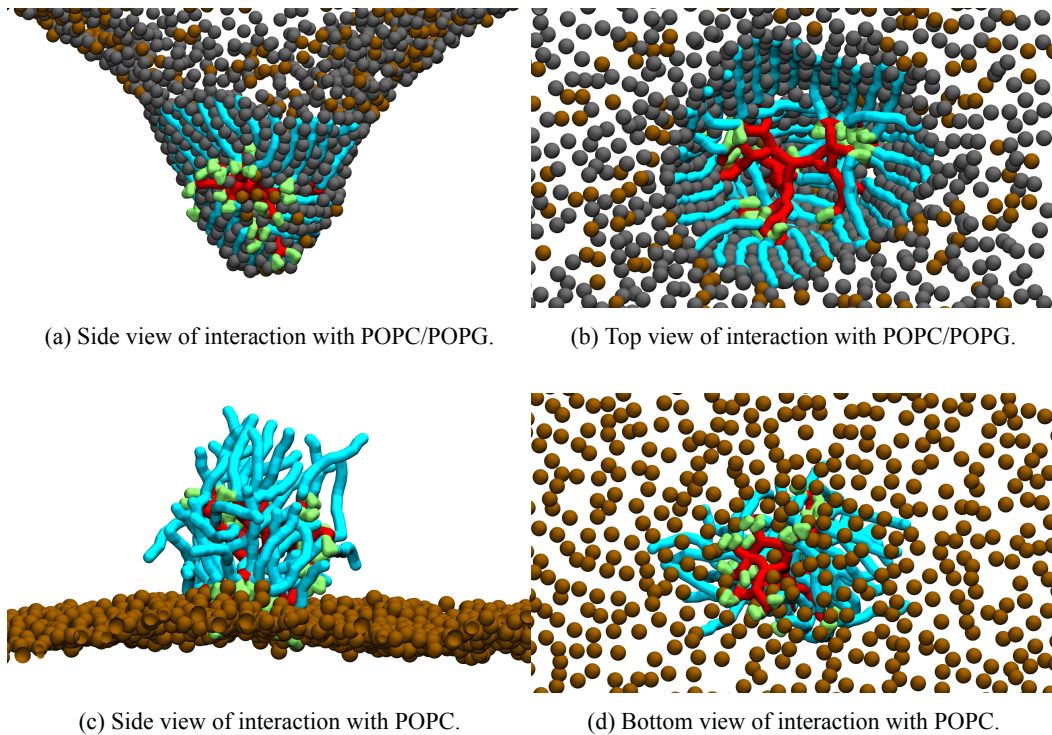 (a) Side view of interaction with POPC/POPG.
(b) Top view of interaction with POPC/POPG.
(c) Side view of interaction with POPC.
(d) Bottom view of interaction with POPC.